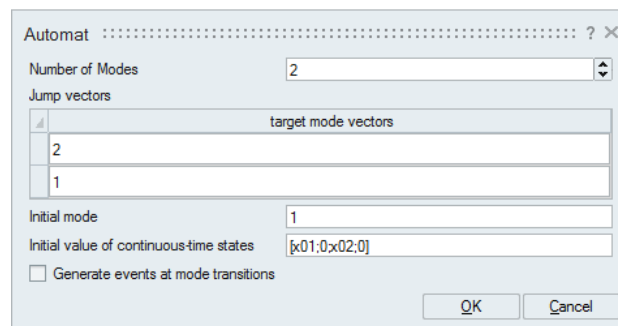 Automat ?
Number of Modes 2
Jump vectors
target mode vectors
2
1
Initial mode 1
Initial value of continuous-time states [x01;0;x02;0]
Generate events at mode transitions
OK Cancel